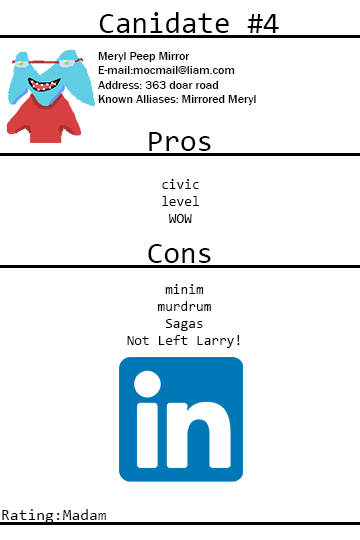 Canidate #4
Meryl Peep Mirror
E-mail:mocmail@liam.com
Address: 363 doar road
Known Alliases: Mirrored Meryl
Pros
civic
level
WOW
Cons
minim
murdrum
Sagas
Not Left Larry!
in
Rating:Madam